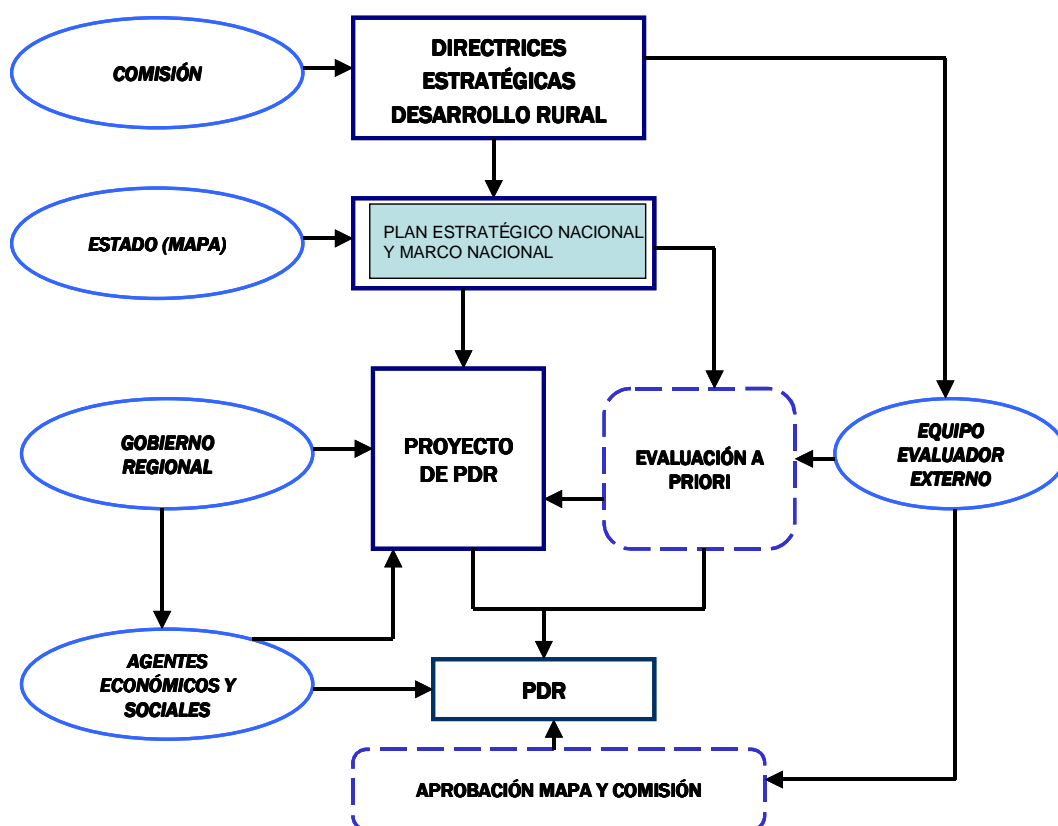 COMISIÓN
DIRECTRICES
ESTRATÉGICAS
DESARROLLO RURAL
ESTADO (MAPA)
PLAN ESTRATÉGICO NACIONAL
Y MARCO NACIONAL
GOBIERNO
REGIONAL
PROYECTO
DE PDR
EVALUACIÓN A
PRIORI
EQUIPO
EVALUADOR
EXTERNO
AGENTES
ECONÓMICOS Y
SOCIALES
PDR
APROBACIÓN MAPA Y COMISIÓN